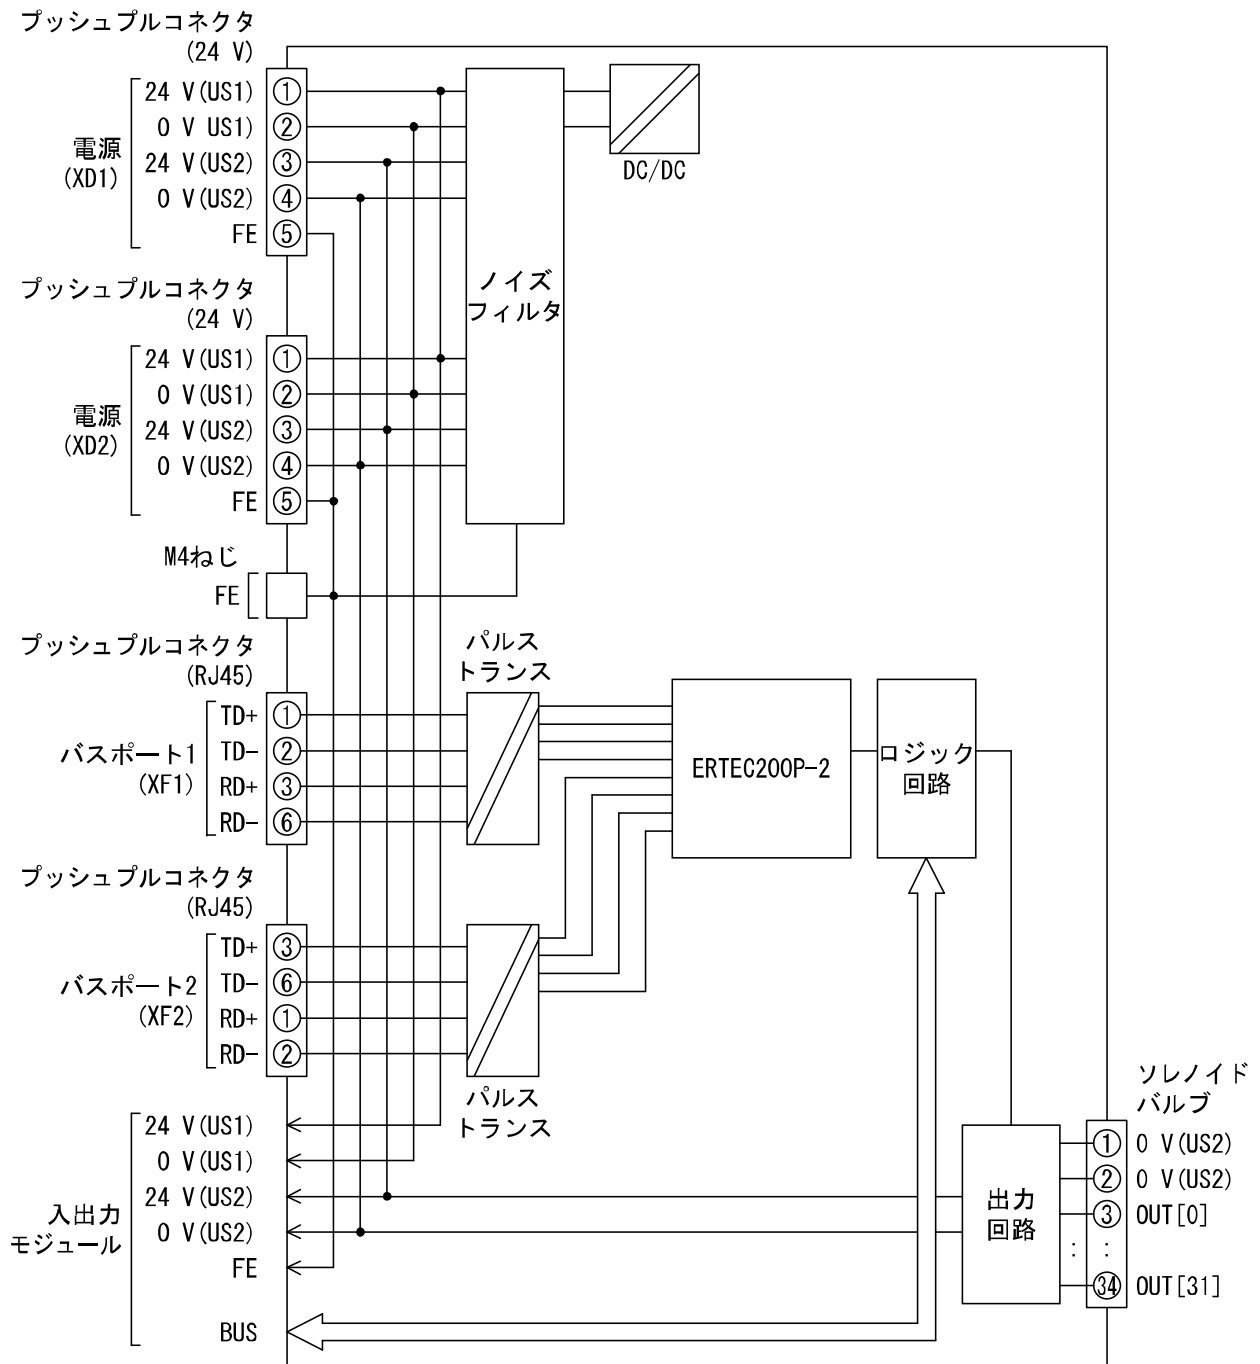 プッシュプルコネクタ
(24 V)
電源
(XD1)
24 V(US1)
①
0 V US1)
②
24 V(US2)
③
0 V(US2)
④
FE
⑤
ノイズ
フィルタ
DC/DC
プッシュプルコネクタ
(24 V)
電源
(XD2)
24 V(US1)
①
0 V(US1)
②
24 V(US2)
③
0 V(US2)
④
FE
⑤
M4ねじ
FE
プッシュプルコネクタ
(RJ45)
バスポート1
(XF1)
TD+
①
TD-
②
RD+
③
RD-
⑥
パルス
トランス
ERTEC200P-2
ロジック
回路
プッシュプルコネクタ
(RJ45)
バスポート2
(XF2)
TD+
③
TD-
⑥
RD+
①
RD-
②
パルス
トランス
入出力
モジュール
24 V(US1)
0 V(US1)
24 V(US2)
0 V(US2)
FE
BUS
出力
回路
ソレノイド
バルブ
① 0 V(US2)
② 0 V(US2)
③ OUT[0]
: :
㉞ OUT[31]